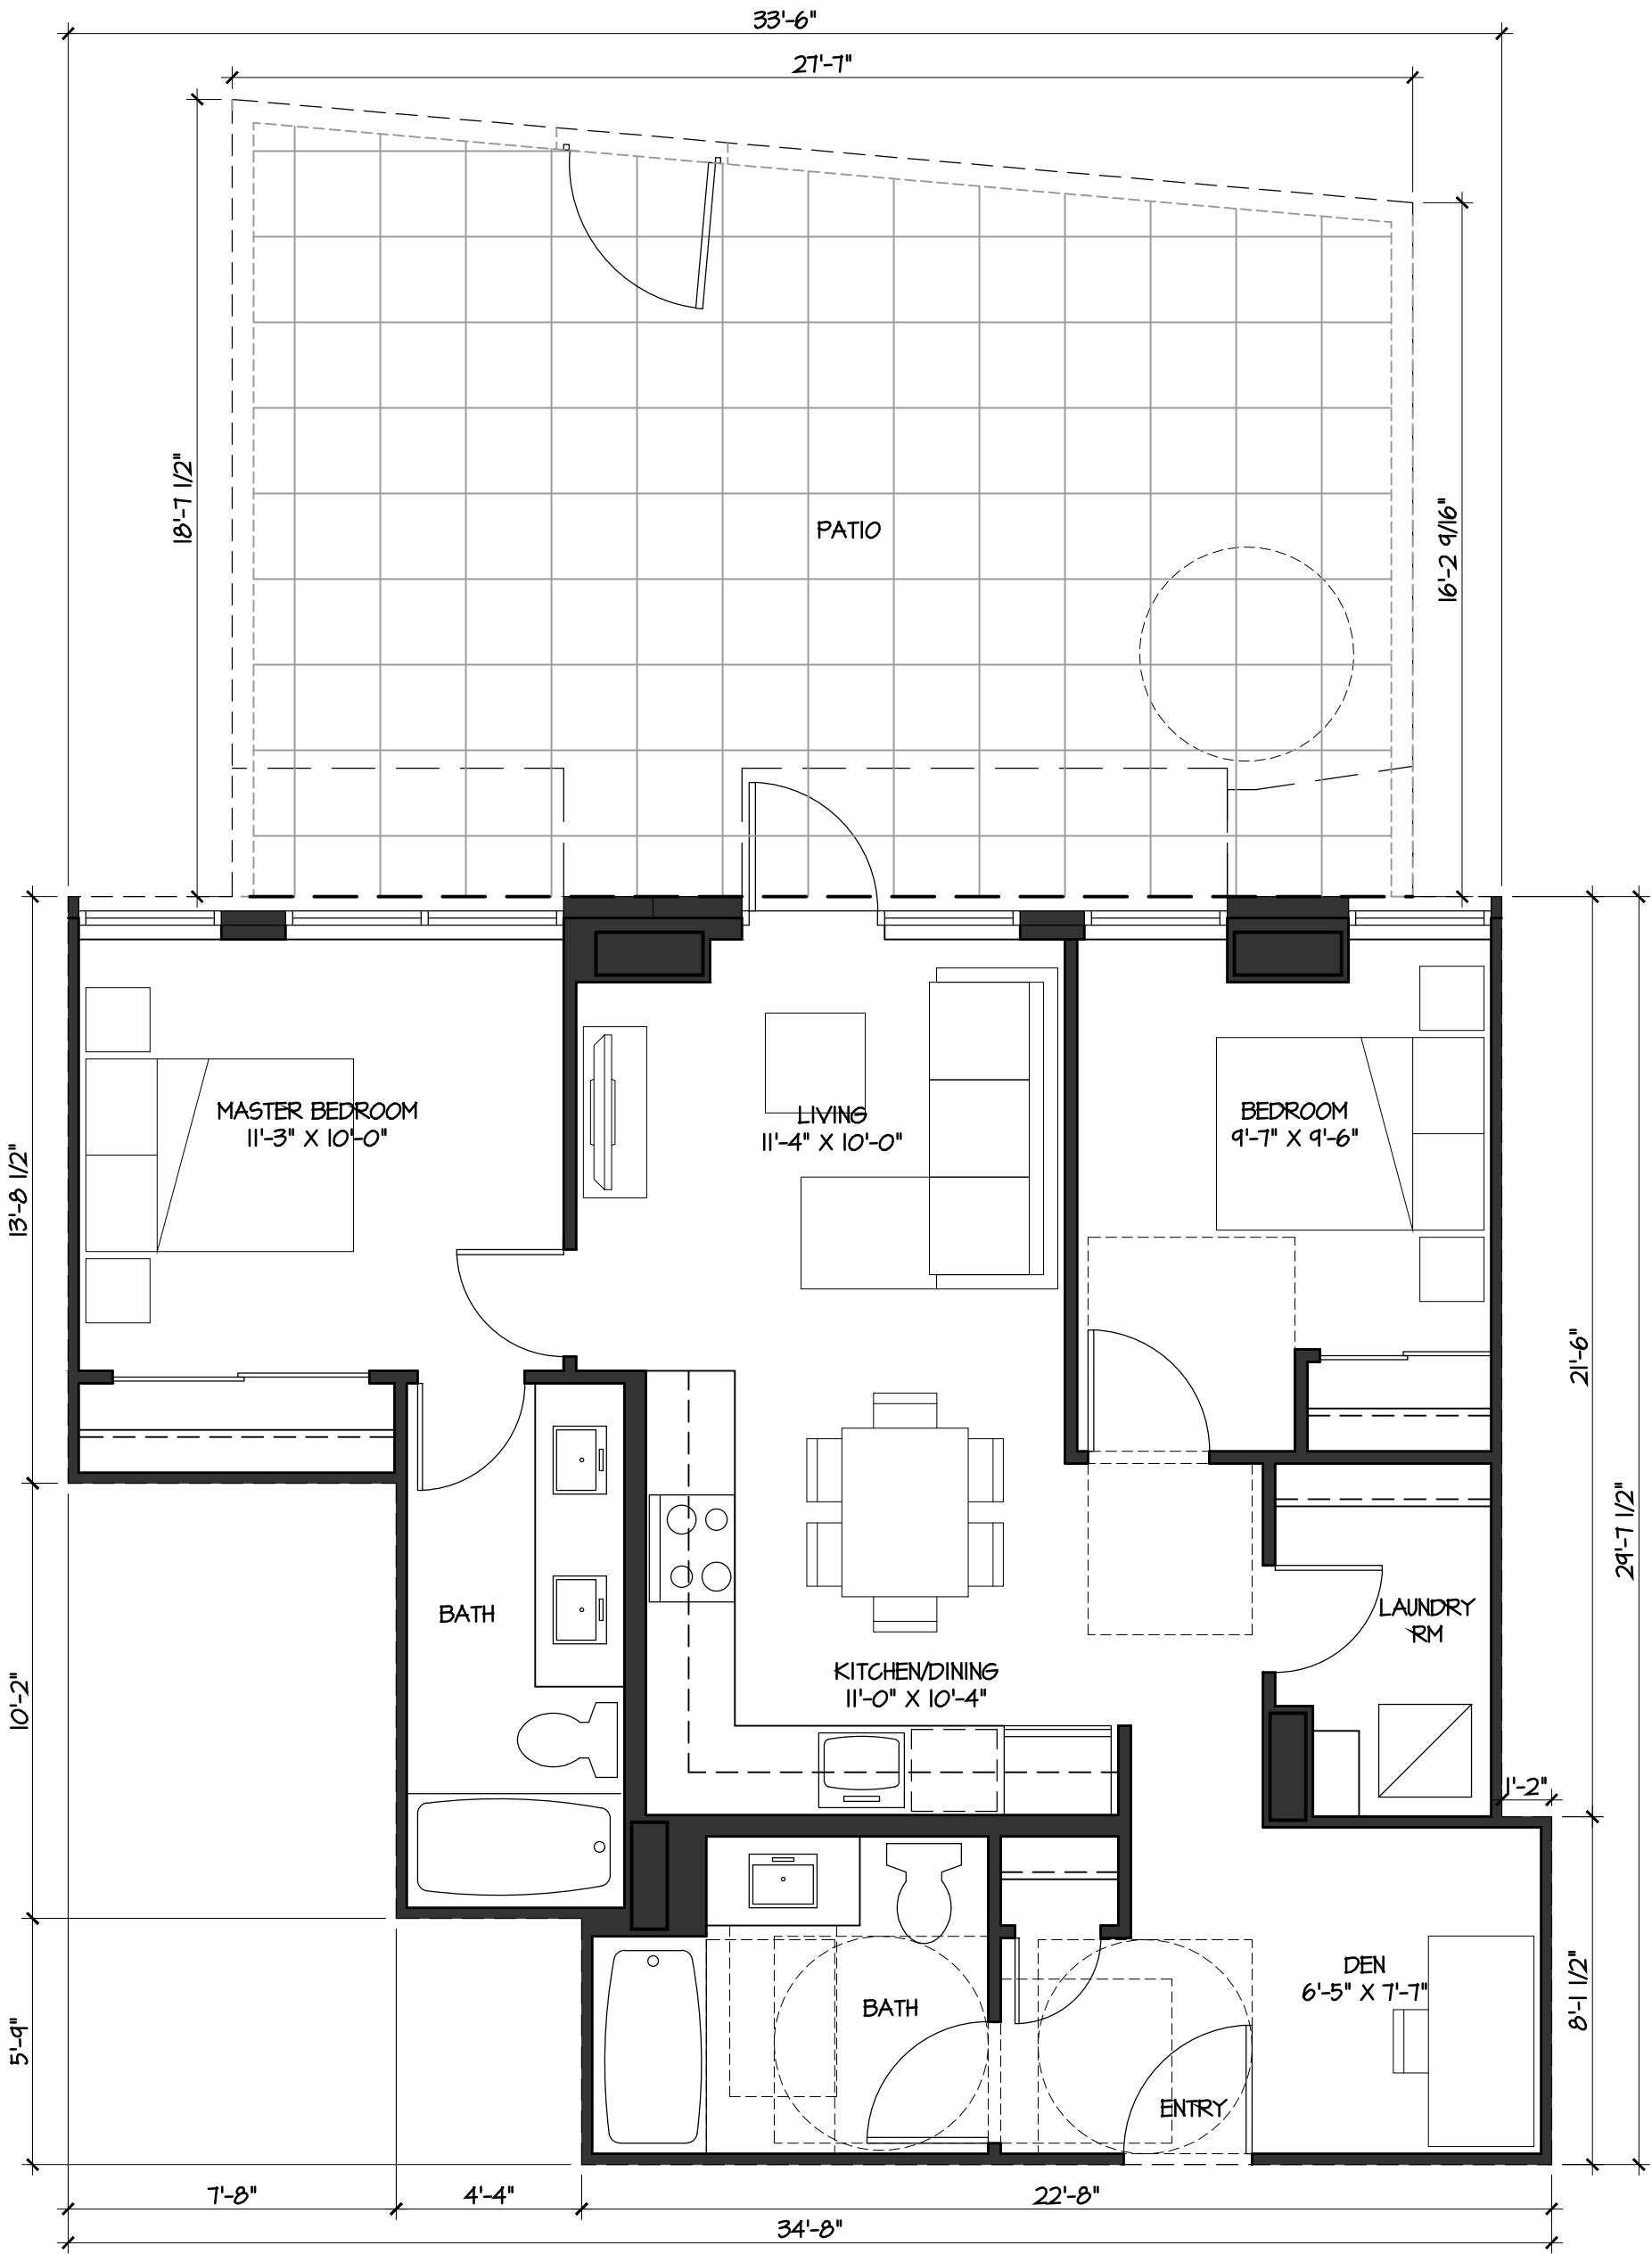 33'-6"
27'-7"
18'-7 1/2"
16'-2 9/16"
PATIO
MASTER BEDROOM
11'-3" X 10'-0"
LIVING
11'-4" X 10'-0"
BEDROOM
9'-7" X 9'-6"
13'-8 1/2"
21'-6"
29'-7 1/2"
BATH
LAUNDRY
RM
KITCHEN/DINING
11'-0" X 10'-4"
10'-2"
1'-2"
DEN
6'-5" X 7'-7"
BATH
8'-1 1/2"
5'-9"
ENTRY
7'-8"
4'-4"
22'-8"
34'-8"